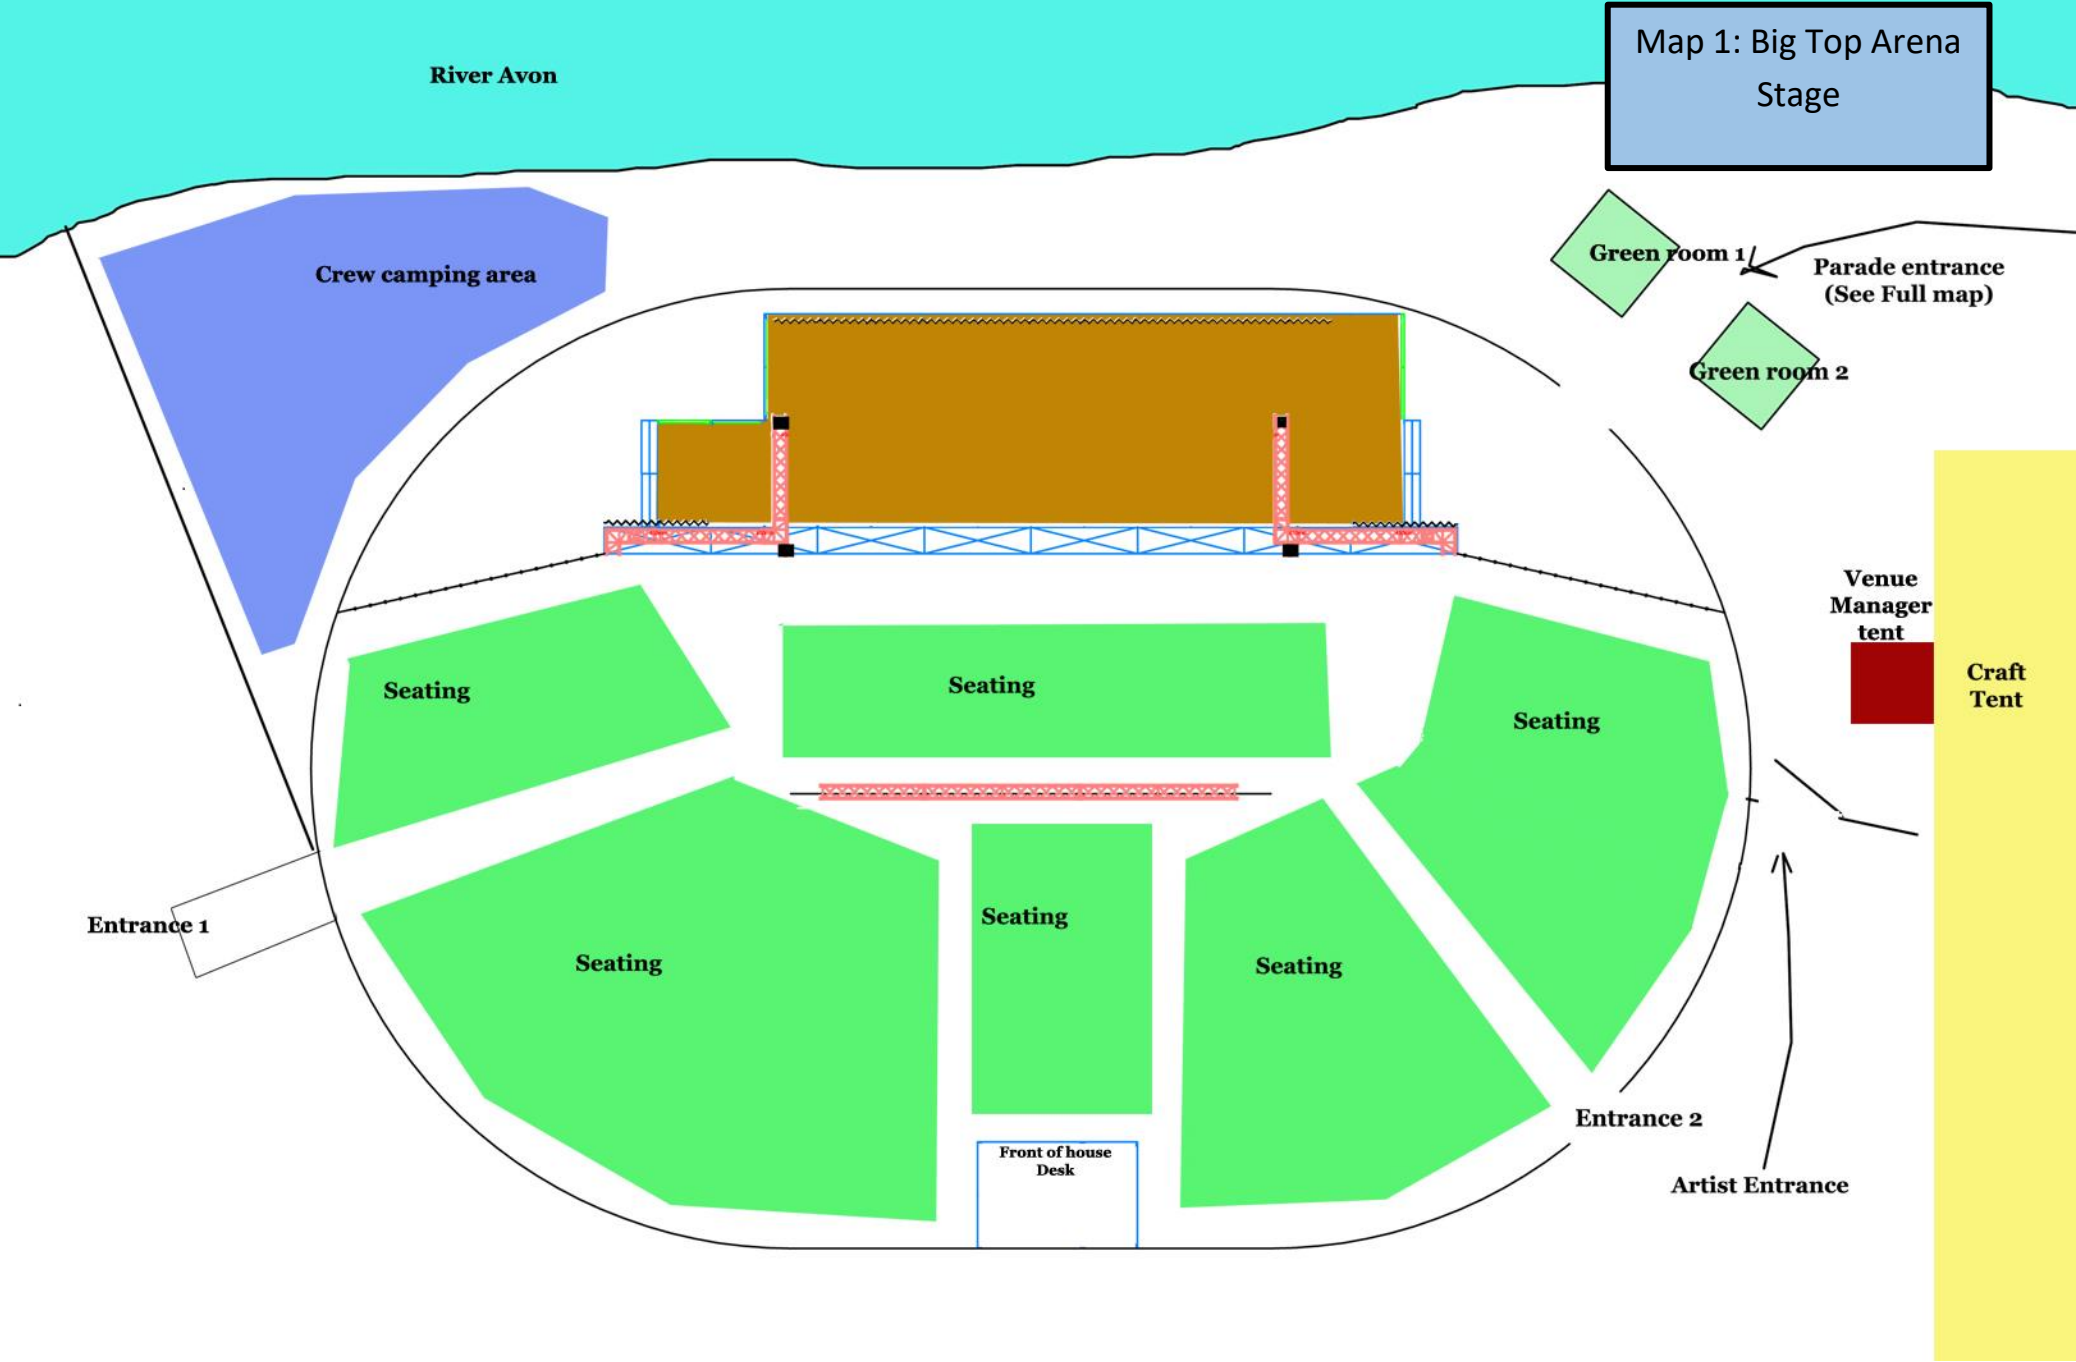 River Avon
Map 1: Big Top Arena
Stage
Crew camping area
Green room 1
Parade entrance
(See Full map)
Green room 2
Venue
Manager
tent
Craft
Tent
Seating
Seating
Seating
Entrance 1
Seating
Seating
Seating
Entrance 2
Front of house
Desk
Artist Entrance